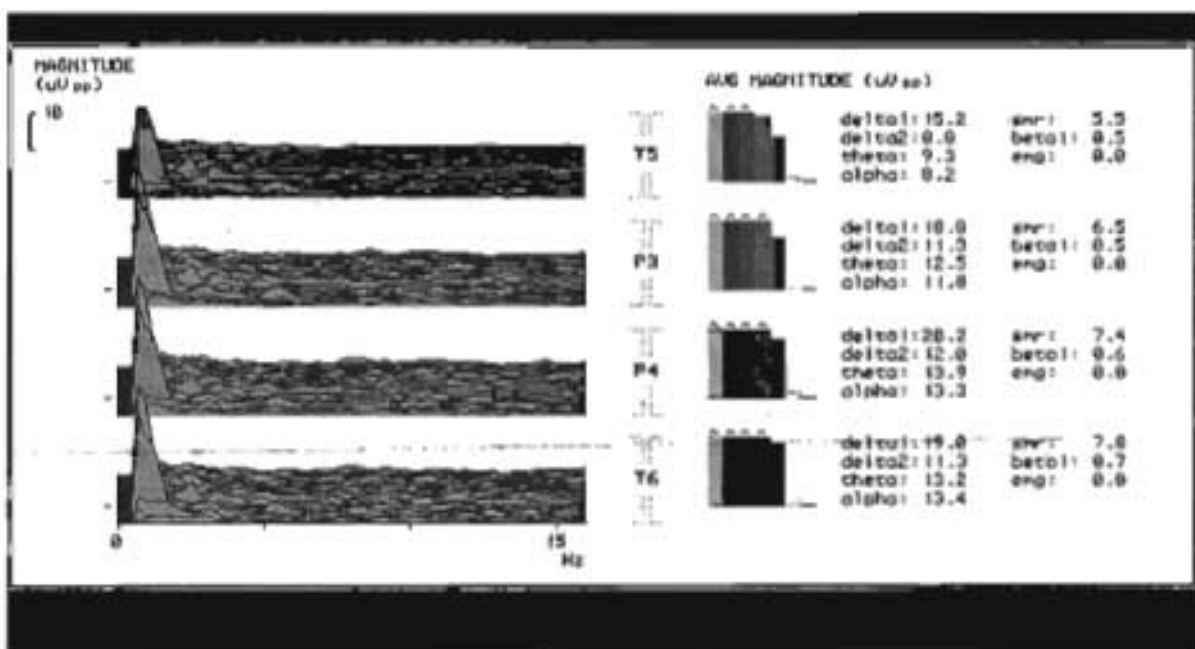 MAGNITUDE
(uV pp)
10
AVG MAGNITUDE (uV pp)
T5
delta1: 15.2 smr: 5.5
delta2: 8.0 beta1: 0.5
theta: 9.3 emg: 0.0
alpha: 8.2
P3
delta1: 18.0 smr: 6.5
delta2: 11.3 beta1: 0.5
theta: 12.5 emg: 0.0
alpha: 11.8
P4
delta1: 20.2 smr: 7.4
delta2: 12.0 beta1: 0.6
theta: 13.9 emg: 0.0
alpha: 13.3
T6
delta1: 19.0 smr: 7.8
delta2: 11.3 beta1: 0.7
theta: 13.2 emg: 0.0
alpha: 13.4
0 15
Hz